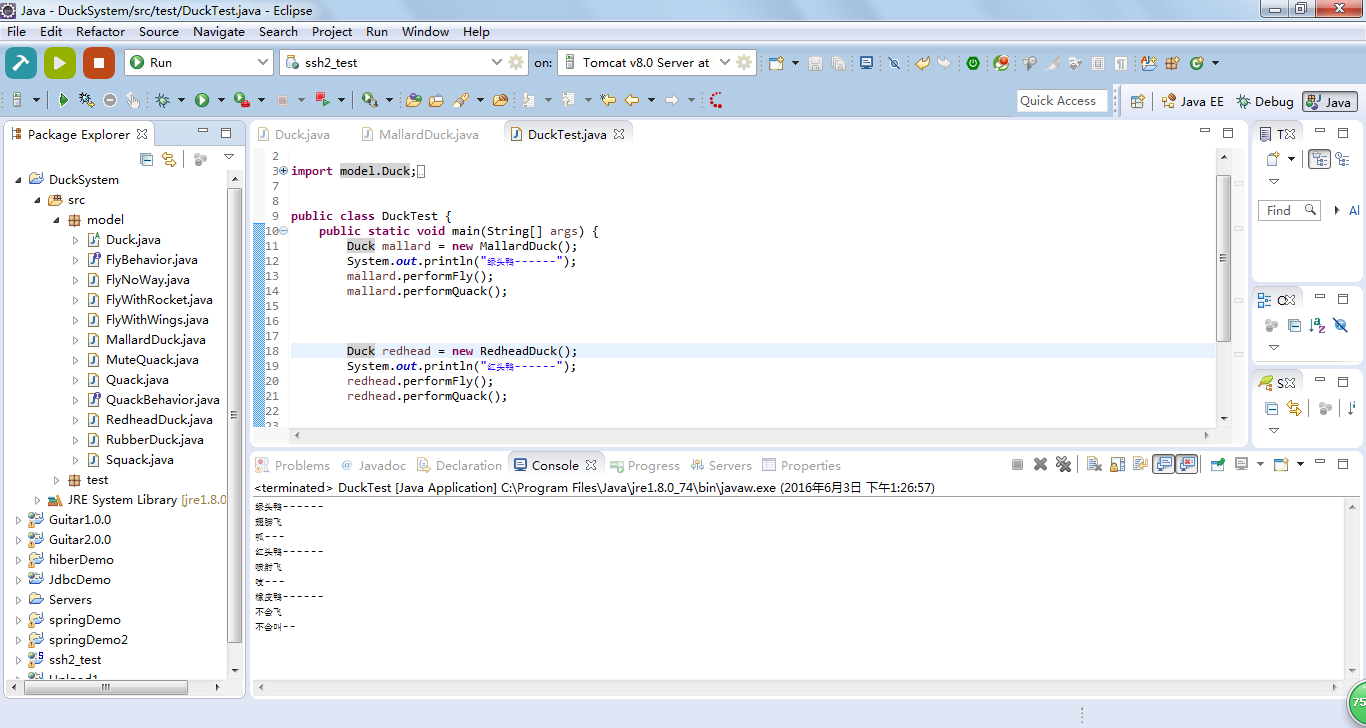 Java - DuckSystem/src/test/DuckTest.java - Eclipse
File Edit Refactor Source Navigate Search Project Run Window Help
Run ssh2_test on: Tomcat v8.0 Server at
Quick Access Java EE Debug Java
Package Explorer
DuckSystem
src
model
Duck.java
FlyBehavior.java
FlyNoWay.java
FlyWithRocket.java
FlyWithWings.java
MallardDuck.java
MuteQuack.java
Quack.java
QuackBehavior.java
RedheadDuck.java
RubberDuck.java
Squack.java
test
JRE System Library [jre1.8.0
Guitar1.0.0
Guitar2.0.0
hiberDemo
JdbcDemo
Servers
springDemo
springDemo2
ssh2_test
Upload1
Duck.java MallardDuck.java DuckTest.java
2
3 import model.Duck;
7
8
9 public class DuckTest {
10 public static void main(String[] args) {
11 Duck mallard = new MallardDuck();
12 System.out.println("绿头鸭------");
13 mallard.performFly();
14 mallard.performQuack();
15
16
17
18 Duck redhead = new RedheadDuck();
19 System.out.println("红头鸭------");
20 redhead.performFly();
21 redhead.performQuack();
22
23
T
Find Al
O
S
Problems @ Javadoc Declaration Console Progress Servers Properties
<terminated> DuckTest [Java Application] C:\Program Files\Java\jre1.8.0_74\bin\javaw.exe (2016年6月3日 下午1:26:57)
绿头鸭------
翅膀飞
呱---
红头鸭------
喷射飞
吱---
橡皮鸭------
不会飞
不会叫--
75